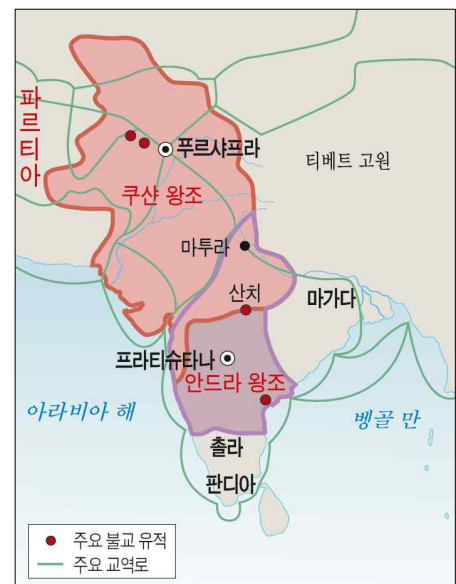 파르티아
푸르샤프라
티베트 고원
쿠샨 왕조
마투라
산치
마가다
프라티슈타나
안드라 왕조
아라비아 해
벵골 만
촐라
판디아
주요 불교 유적
주요 교역로